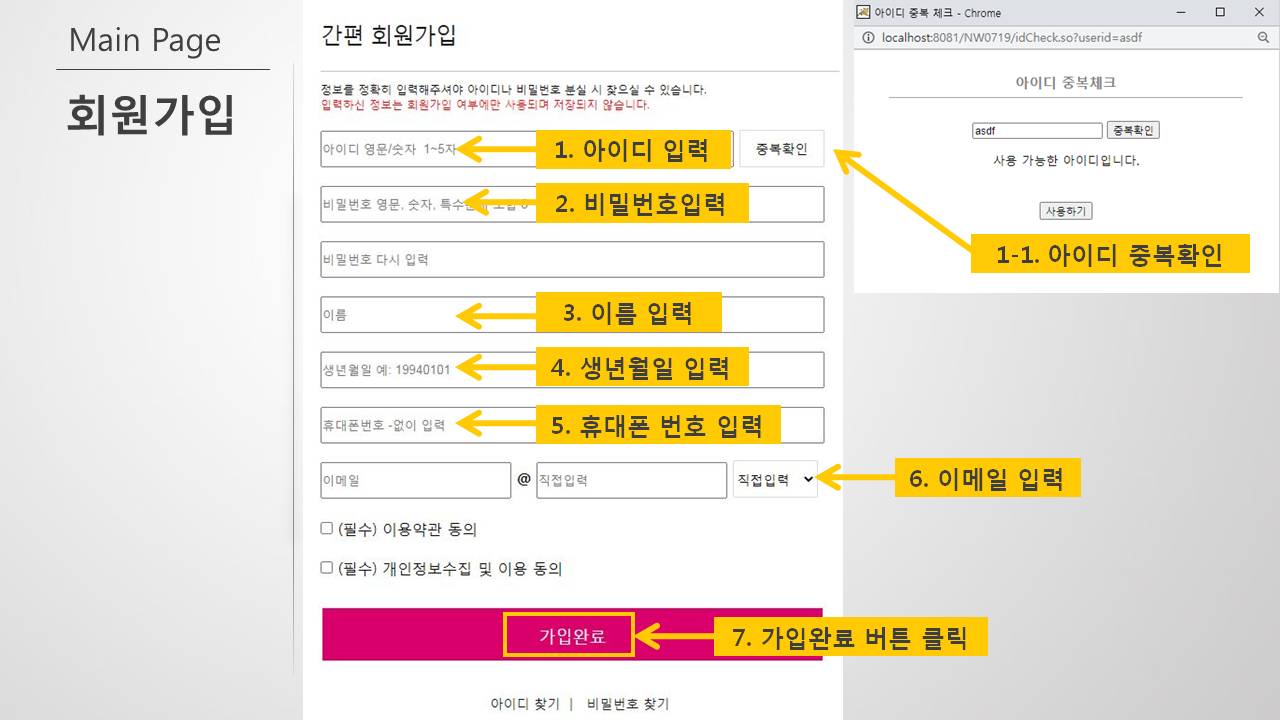 Main Page
회원가입
간편 회원가입
정보를 정확히 입력해주셔야 아이디나 비밀번호 분실 시 찾으실 수 있습니다.
입력하신 정보는 회원가입 여부에만 사용되며 저장되지 않습니다.
아이디 영문/숫자 1~5자
1. 아이디 입력
중복확인
비밀번호 영문, 숫자, 특수
2. 비밀번호입력
비밀번호 다시 입력
이름
3. 이름 입력
생년월일 예: 19940101
4. 생년월일 입력
휴대폰번호 -없이 입력
5. 휴대폰 번호 입력
이메일 @ 직접입력 직접입력
6. 이메일 입력
(필수) 이용약관 동의
(필수) 개인정보수집 및 이용 동의
가입완료
7. 가입완료 버튼 클릭
아이디 찾기 | 비밀번호 찾기
아이디 중복 체크 - Chrome
localhost:8081/NW0719/idCheck.so?userid=asdf
아이디 중복체크
asdf 중복확인
사용 가능한 아이디입니다.
사용하기
1-1. 아이디 중복확인